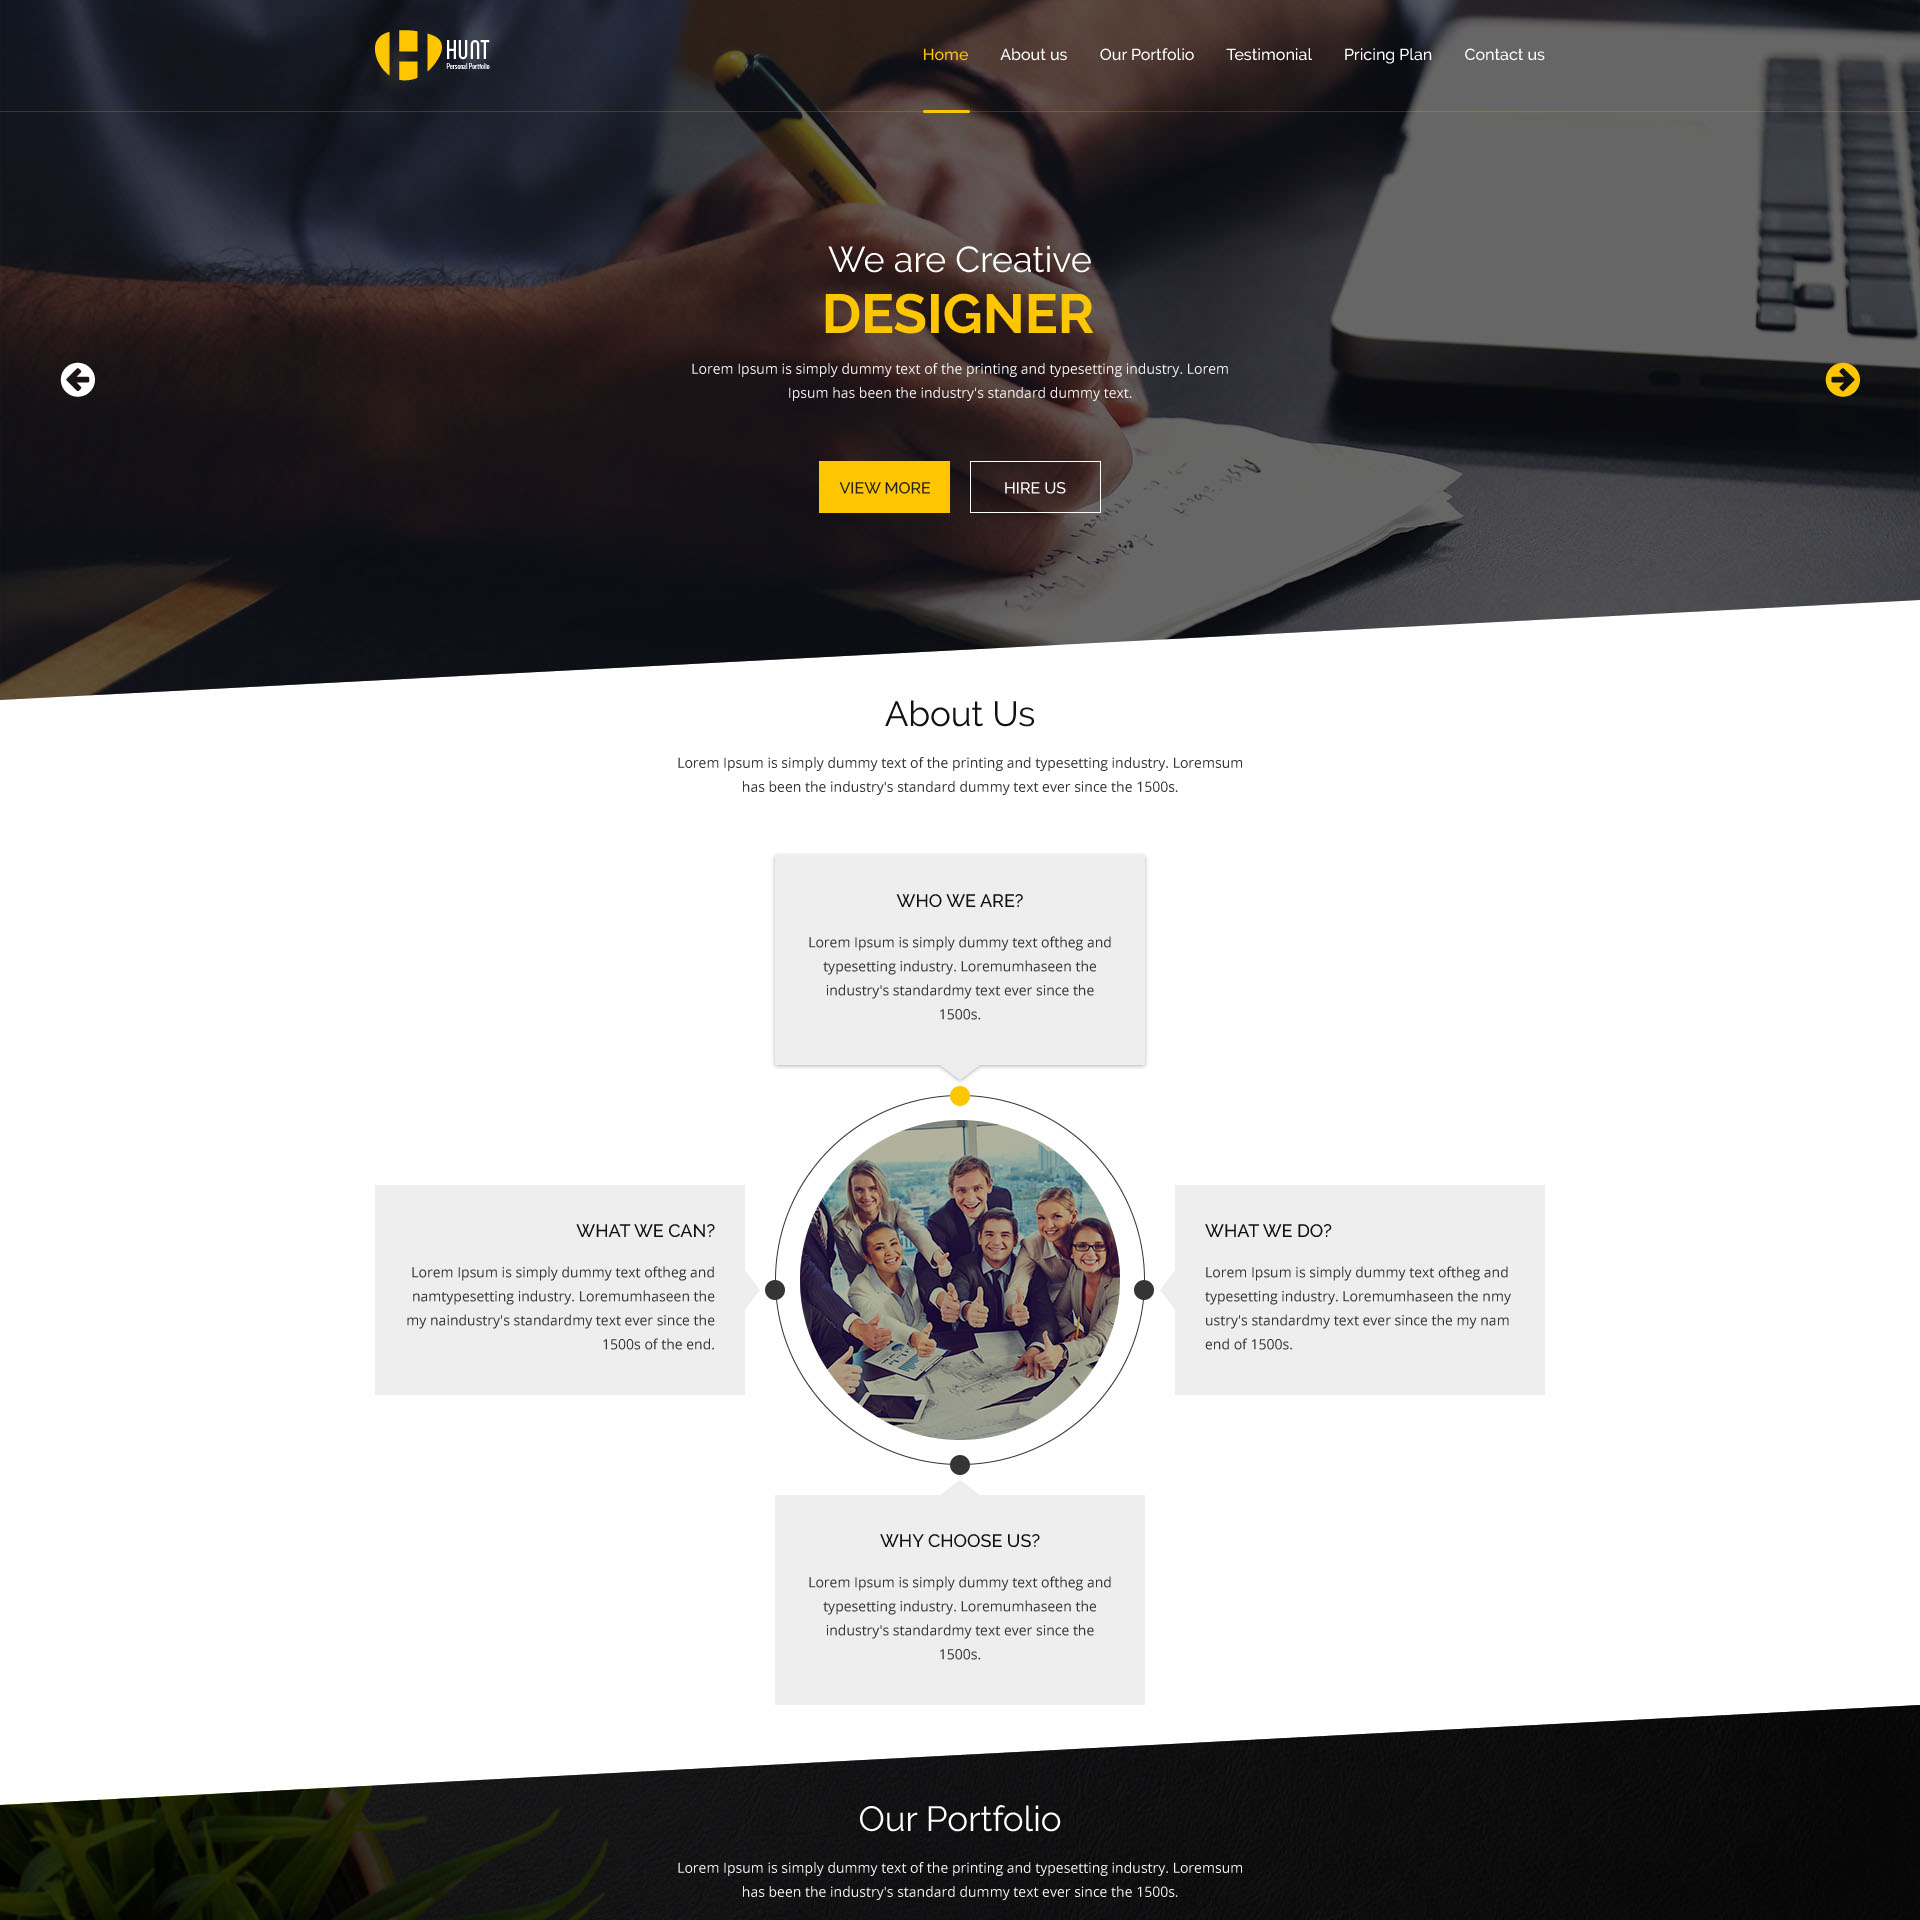 HUNT
Personal Portfolio
Home About us Our Portfolio Testimonial Pricing Plan Contact us
We are Creative
DESIGNER
Lorem Ipsum is simply dummy text of the printing and typesetting industry. Lorem
Ipsum has been the industry's standard dummy text.
VIEW MORE
HIRE US
About Us
Lorem Ipsum is simply dummy text of the printing and typesetting industry. Loremsum
has been the industry's standard dummy text ever since the 1500s.
WHO WE ARE?
Lorem Ipsum is simply dummy text oftheg and
typesetting industry. Loremumhaseen the
industry's standardmy text ever since the
1500s.
WHAT WE CAN?
Lorem Ipsum is simply dummy text oftheg and
namtypesetting industry. Loremumhaseen the
my naindustry's standardmy text ever since the
1500s of the end.
WHAT WE DO?
Lorem Ipsum is simply dummy text oftheg and
typesetting industry. Loremumhaseen the nmy
ustry's standardmy text ever since the my nam
end of 1500s.
WHY CHOOSE US?
Lorem Ipsum is simply dummy text oftheg and
typesetting industry. Loremumhaseen the
industry's standardmy text ever since the
1500s.
Our Portfolio
Lorem Ipsum is simply dummy text of the printing and typesetting industry. Loremsum
has been the industry's standard dummy text ever since the 1500s.